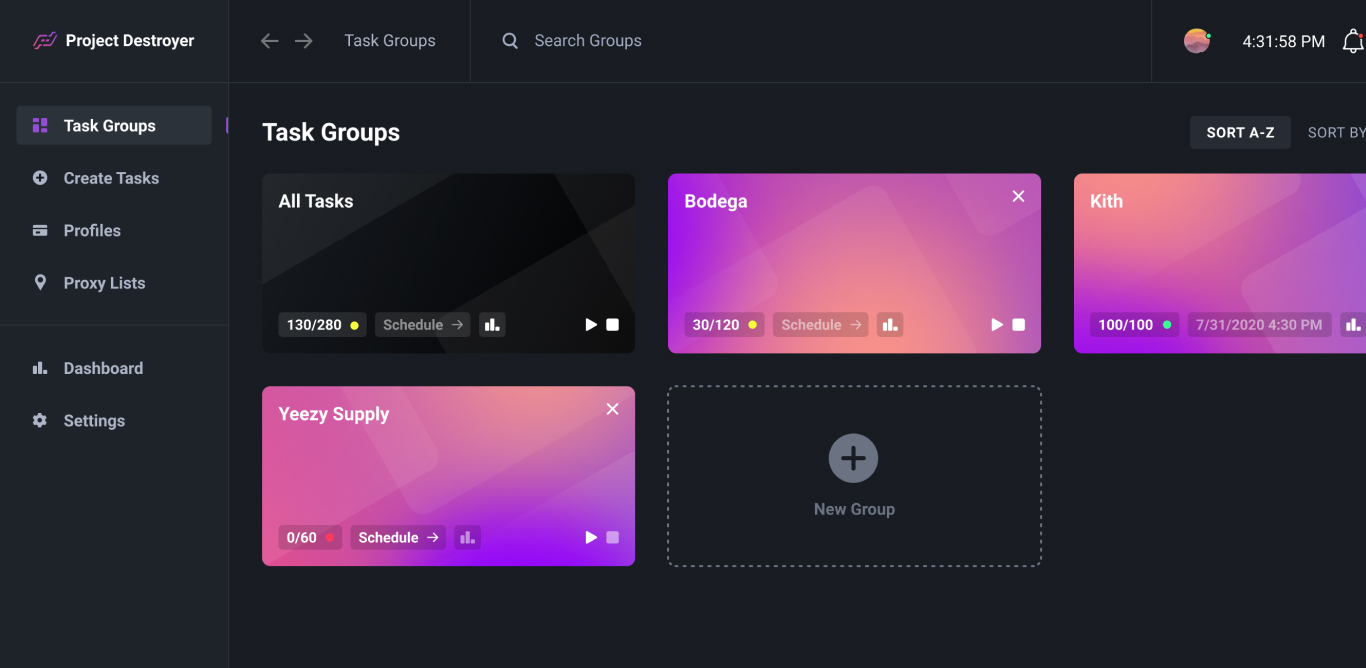 Project Destroyer
Task Groups
Search Groups
4:31:58 PM
Task Groups
Create Tasks
Profiles
Proxy Lists
Dashboard
Settings
Task Groups
SORT A-Z
SORT BY
All Tasks
130/280
Schedule →
Bodega
30/120
Schedule →
Kith
100/100
7/31/2020 4:30 PM
Yeezy Supply
0/60
Schedule →
New Group